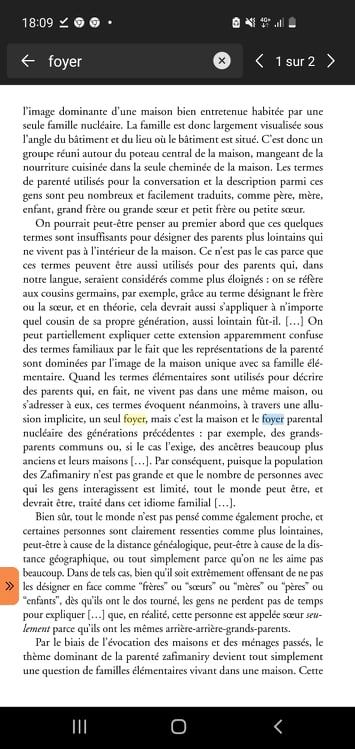 18:09
foyer
1 sur 2
l'image dominante d'une maison bien entretenue habitée par une
seule famille nucléaire. La famille est donc largement visualisée sous
l'angle du bâtiment et du lieu où le bâtiment est situé. C'est donc un
groupe réuni autour du poteau central de la maison, mangeant de la
nourriture cuisinée dans la seule cheminée de la maison. Les termes
de parenté utilisés pour la conversation et la description parmi ces
gens sont peu nombreux et facilement traduits, comme père, mère,
enfant, grand frère ou grande sœur et petit frère ou petite sœur.
On pourrait peut-être penser au premier abord que ces quelques
termes sont insuffisants pour désigner des parents plus lointains qui
ne vivent pas à l'intérieur de la maison. Ce n'est pas le cas parce que
ces termes peuvent être aussi utilisés pour des parents qui, dans
notre langue, seraient considérés comme plus éloignés : on se réfère
aux cousins germains, par exemple, grâce au terme désignant le frère
ou la sœur, et en théorie, cela devrait aussi s'appliquer à n'importe
quel cousin de sa propre génération, aussi lointain fût-il. [...] On
peut partiellement expliquer cette extension apparemment confuse
des termes familiaux par le fait que les représentations de la parenté
sont dominées par l'image de la maison unique avec sa famille élé-
mentaire. Quand les termes élémentaires sont utilisés pour décrire
des parents qui, en fait, ne vivent pas dans une même maison, ou
s'adresser à eux, ces termes évoquent néanmoins, à travers une allu-
sion implicite, un seul foyer, mais c'est la maison et le foyer parental
nucléaire des générations précédentes : par exemple, des grands-
parents communs ou, si le cas l'exige, des ancêtres beaucoup plus
anciens et leurs maisons [...]. Par conséquent, puisque la population
des Zafimaniry n'est pas grande et que le nombre de personnes avec
qui les gens interagissent est limité, tout le monde peut être, et
devrait être, traité dans cet idiome familial [...].
Bien sûr, tout le monde n'est pas pensé comme également proche, et
certaines personnes sont clairement ressenties comme plus lointaines,
peut-être à cause de la distance généalogique, peut-être à cause de la dis-
tance géographique, ou tout simplement parce qu'on ne les aime pas
beaucoup. Dans de tels cas, bien qu'il soit extrêmement offensant de ne pas
les désigner en face comme “frères” ou “sœurs” ou “mères” ou “pères” ou
“enfants”, dès qu'ils ont le dos tourné, les gens ne perdent pas de temps
pour expliquer [...] que, en réalité, cette personne est appelée sœur seu-
lement parce qu'ils ont les mêmes arrière-arrière-grands-parents.
Par le biais de l'évocation des maisons et des ménages passés, le
thème dominant de la parenté zafimaniry devient tout simplement
une question de familles élémentaires vivant dans une maison. Cette